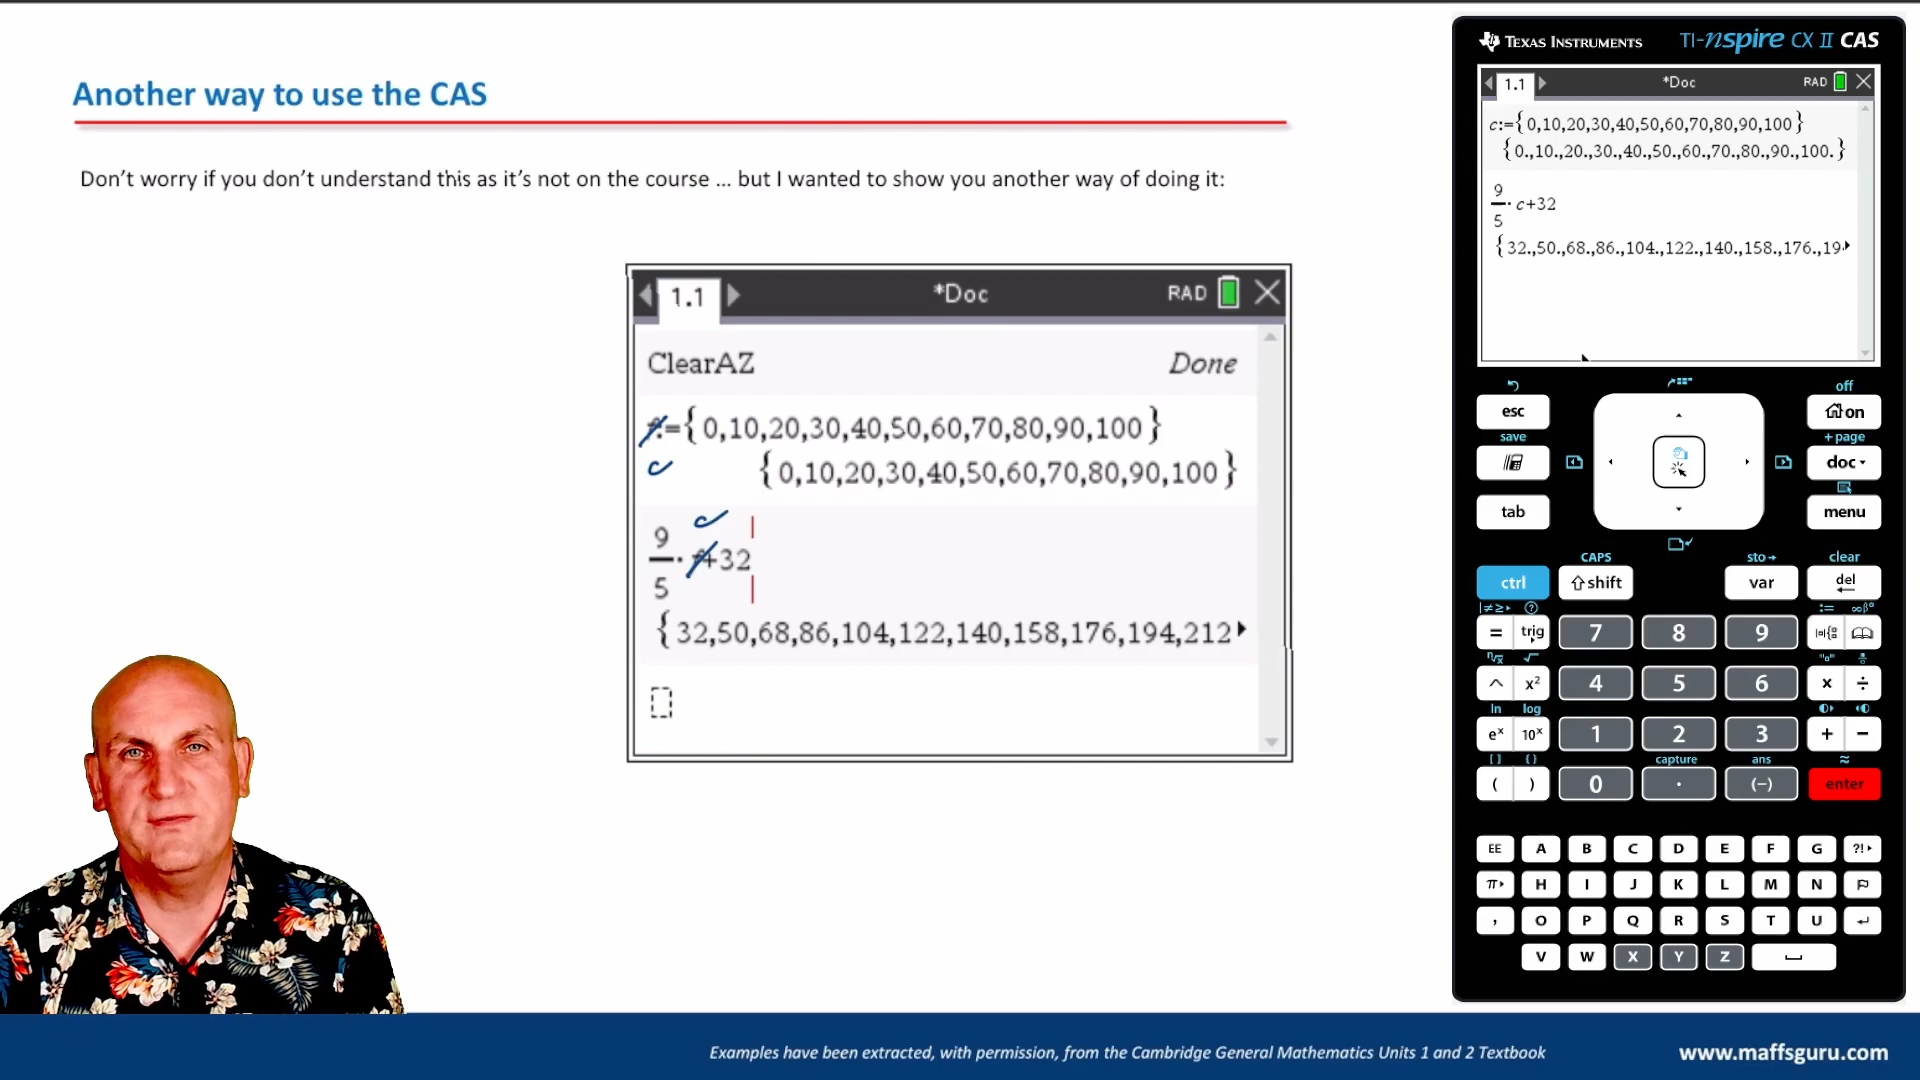 Another way to use the CAS
Don't worry if you don't understand this as it's not on the course ... but I wanted to show you another way of doing it:
1.1 *Doc RAD
ClearAZ Done
:={0,10,20,30,40,50,60,70,80,90,100}
c {0,10,20,30,40,50,60,70,80,90,100}
c
9/5· +32
{32,50,68,86,104,122,140,158,176,194,212
Examples have been extracted, with permission, from the Cambridge General Mathematics Units 1 and 2 Textbook
www.maffsguru.com
TEXAS INSTRUMENTS TI-nspire CX II CAS
1.1 *Doc RAD
c:={0,10,20,30,40,50,60,70,80,90,100}
{0.,10.,20.,30.,40.,50.,60.,70.,80.,90.,100.}
9/5·c+32
{32.,50.,68.,86.,104.,122.,140.,158.,176.,19
off
esc on
save + page
doc
tab menu
CAPS sto→ clear
ctrl shift var del
|≠≥▸ ? := ∞β°
= trig 7 8 9
ⁿ√x √ "□" 
^ x² 4 5 6 × ÷
ln log
eˣ 10ˣ 1 2 3 + −
[] {} capture ans ≈
( ) 0 . (−) enter
EE A B C D E F G ?!▸
π▸ H I J K L M N
, O P Q R S T U
V W X Y Z